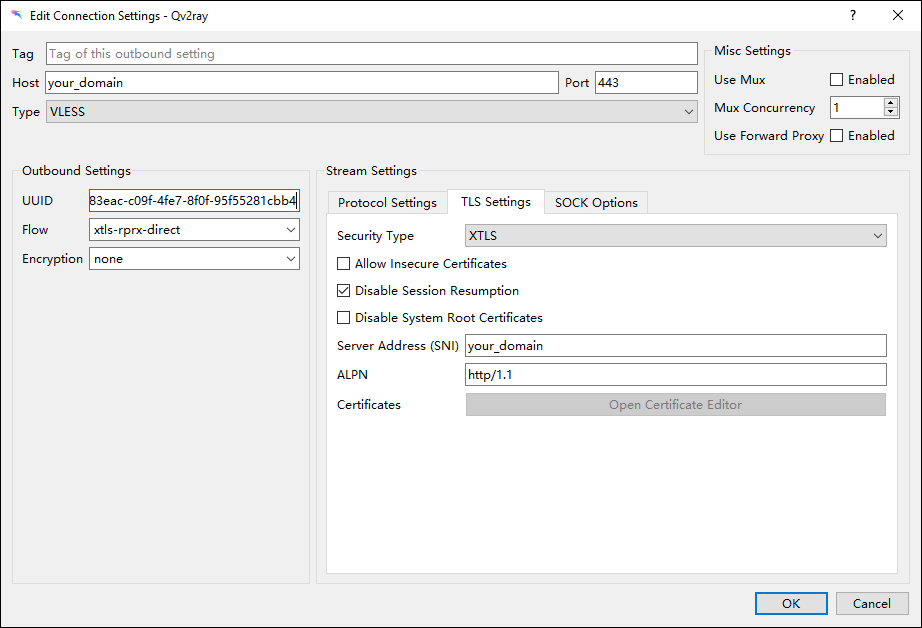 Edit Connection Settings - Qv2ray
?
Tag Tag of this outbound setting
Host your_domain Port 443
Type VLESS
Misc Settings
Use Mux Enabled
Mux Concurrency 1
Use Forward Proxy Enabled
Outbound Settings
UUID 83eac-c09f-4fe7-8f0f-95f55281cbb4
Flow xtls-rprx-direct
Encryption none
Stream Settings
Protocol Settings TLS Settings SOCK Options
Security Type XTLS
Allow Insecure Certificates
Disable Session Resumption
Disable System Root Certificates
Server Address (SNI) your_domain
ALPN http/1.1
Certificates Open Certificate Editor
OK Cancel